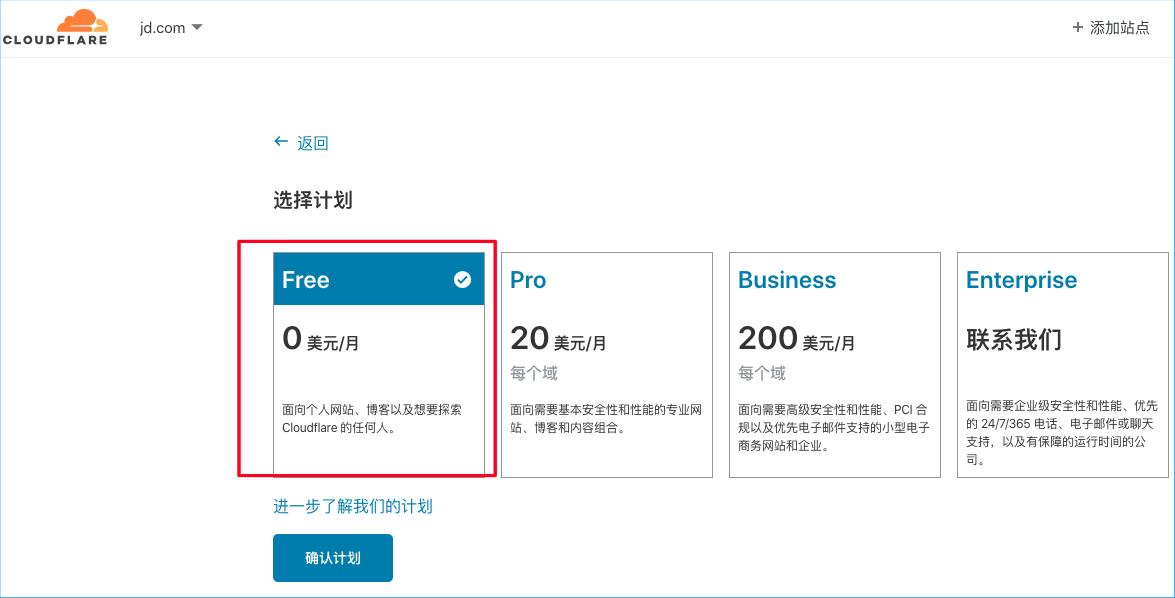 CLOUDFLARE
jd.com
+ 添加站点
← 返回
选择计划
Free
0 美元/月
面向个人网站、博客以及想要探索
Cloudflare 的任何人。
Pro
20 美元/月
每个域
面向需要基本安全性和性能的专业网
站、博客和内容组合。
Business
200 美元/月
每个域
面向需要高级安全性和性能、PCI 合
规以及优先电子邮件支持的小型电子
商务网站和企业。
Enterprise
联系我们
面向需要企业级安全性和性能、优先
的 24/7/365 电话、电子邮件或聊天
支持，以及有保障的运行时间的公
司。
进一步了解我们的计划
确认计划